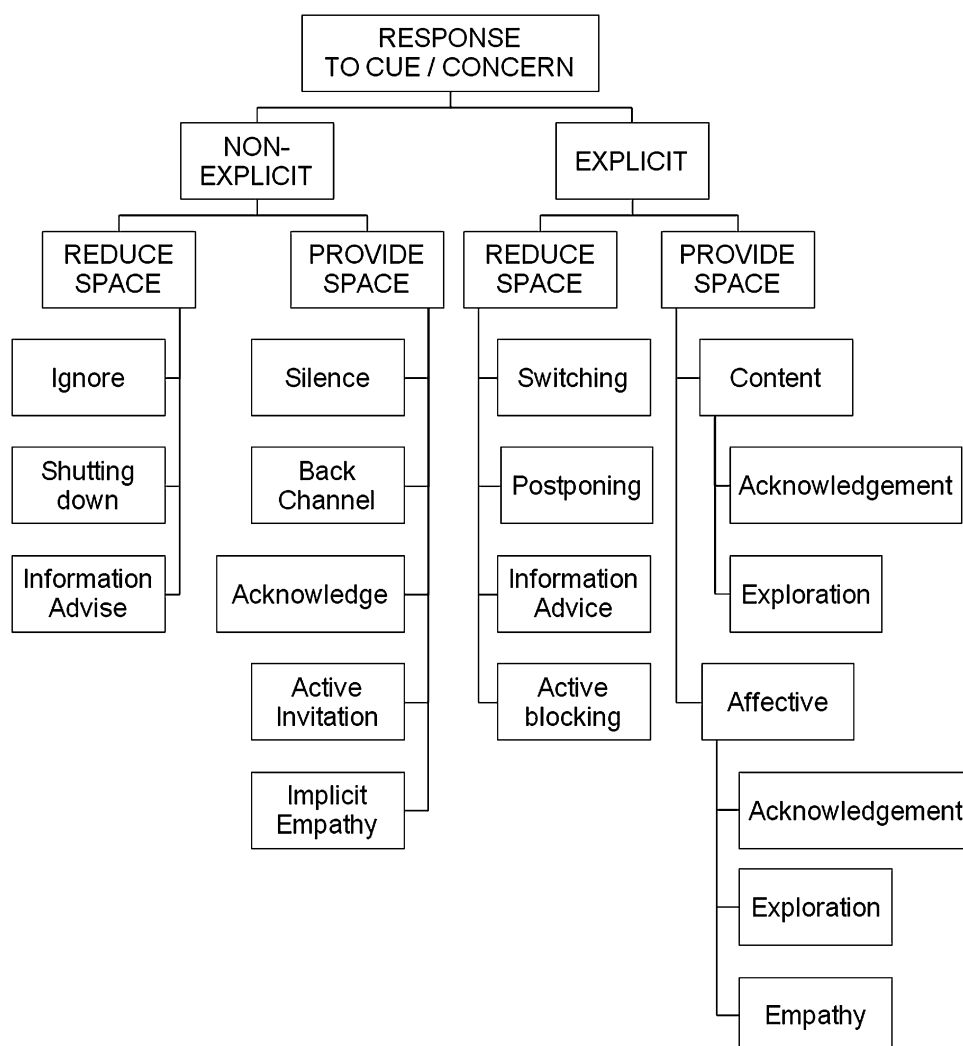 RESPONSE
TO CUE / CONCERN
NON-
EXPLICIT
EXPLICIT
REDUCE
SPACE
PROVIDE
SPACE
REDUCE
SPACE
PROVIDE
SPACE
Ignore
Shutting
down
Information
Advise
Silence
Back
Channel
Acknowledge
Active
Invitation
Implicit
Empathy
Switching
Postponing
Information
Advice
Active
blocking
Content
Acknowledgement
Exploration
Affective
Acknowledgement
Exploration
Empathy